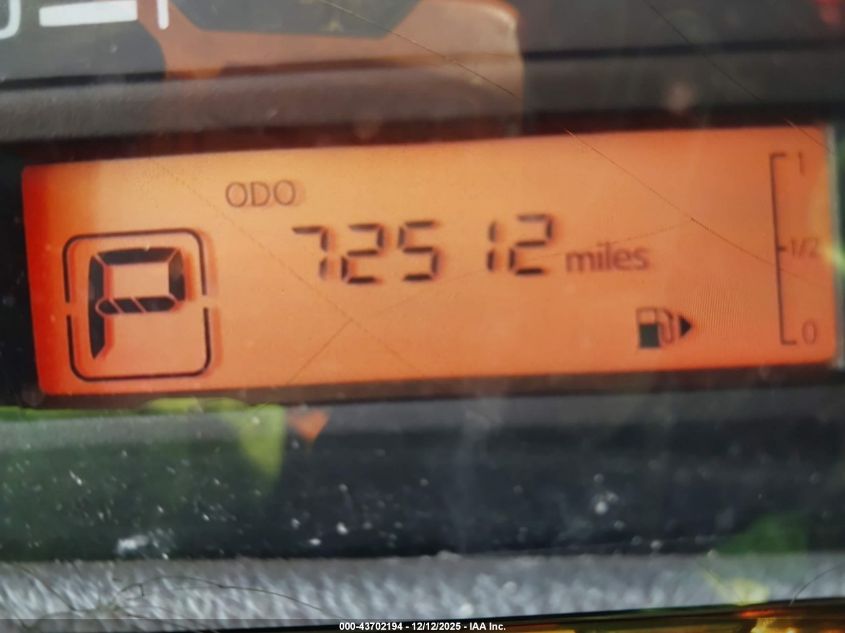 ODO
72512 miles
P
1
1/2
0
000-43702194 - 12/12/2025 - IAA Inc.